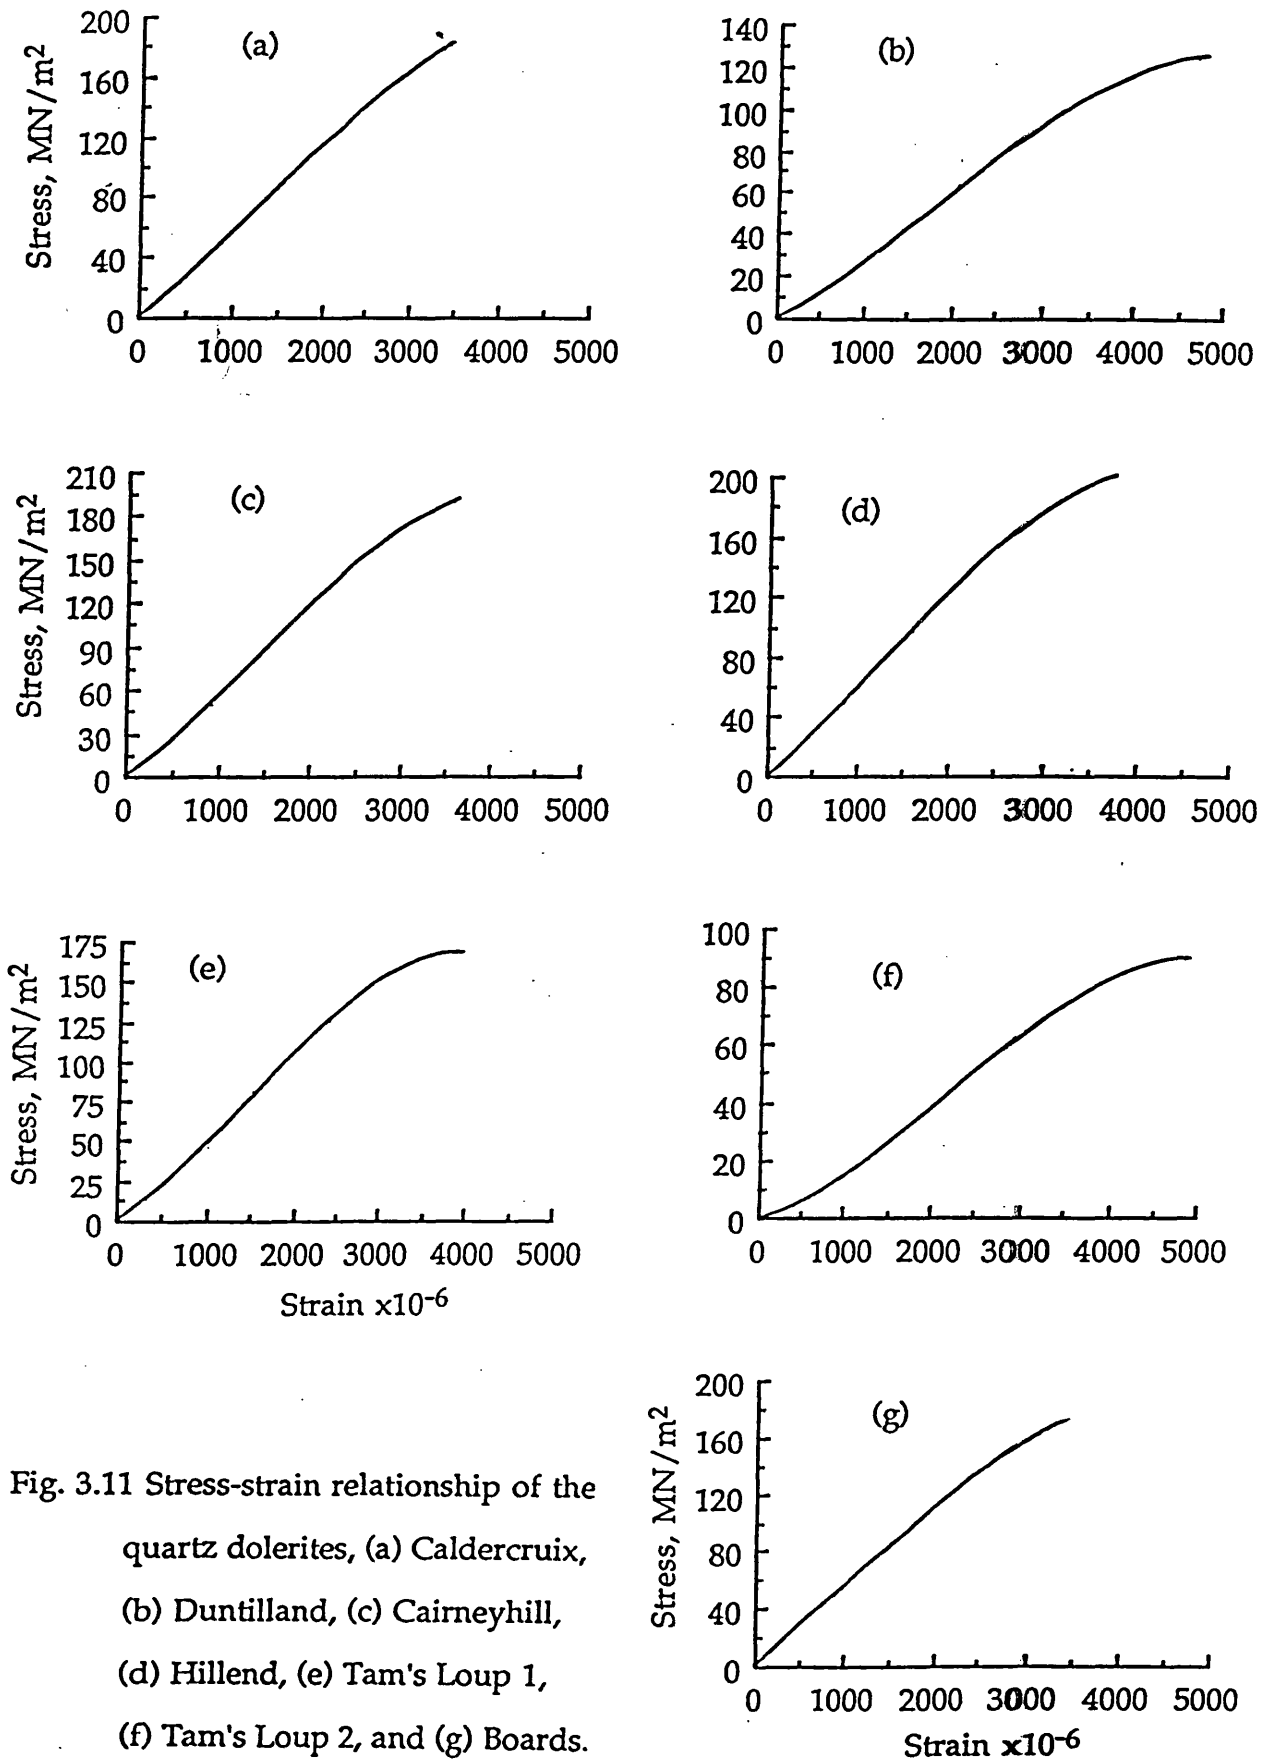 (a)
Stress, MN/m²
200
160
120
80
40
0
0 1000 2000 3000 4000 5000
(b)
140
120
100
80
60
40
20
0
0 1000 2000 3000 4000 5000
(c)
Stress, MN/m²
210
180
150
120
90
60
30
0
0 1000 2000 3000 4000 5000
(d)
200
160
120
80
40
0
0 1000 2000 3000 4000 5000
(e)
Stress, MN/m²
175
150
125
100
75
50
25
0
0 1000 2000 3000 4000 5000
Strain x10⁻⁶
(f)
100
80
60
40
20
0
0 1000 2000 3000 4000 5000
(g)
Stress, MN/m²
200
160
120
80
40
0
0 1000 2000 3000 4000 5000
Strain x10⁻⁶
Fig. 3.11 Stress-strain relationship of the
quartz dolerites, (a) Caldercruix,
(b) Duntilland, (c) Cairneyhill,
(d) Hillend, (e) Tam's Loup 1,
(f) Tam's Loup 2, and (g) Boards.